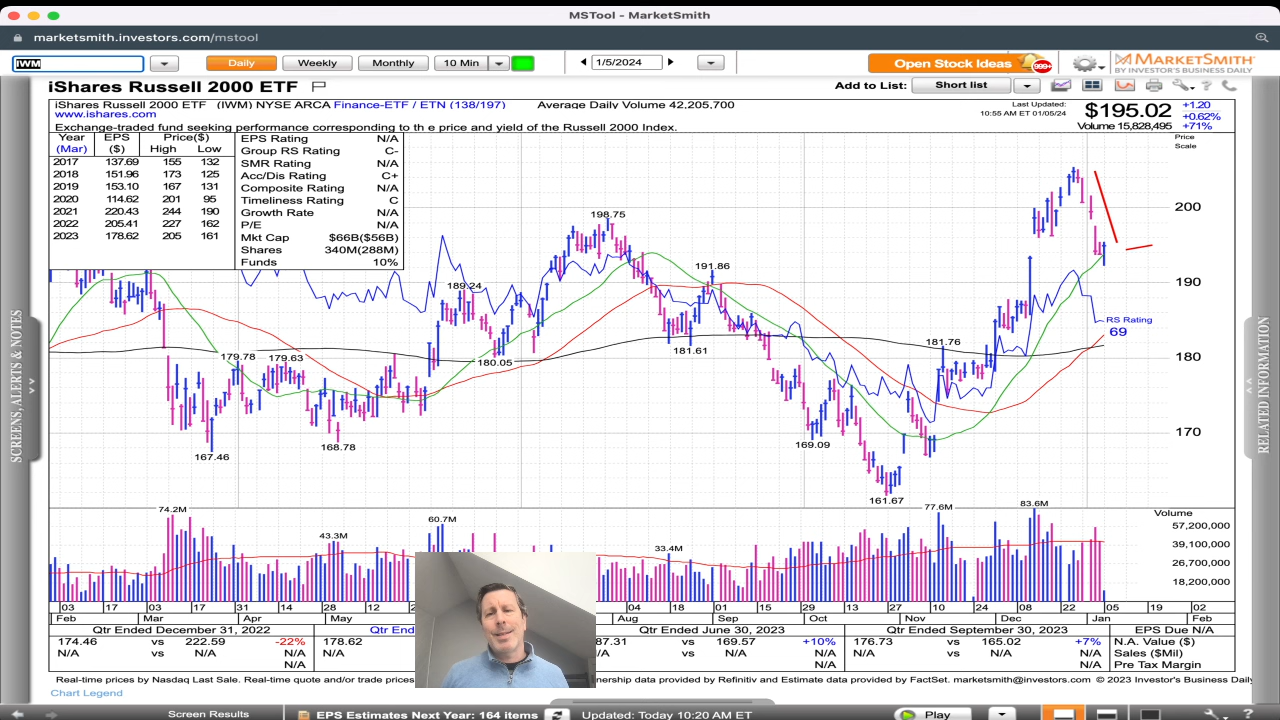 MSTool - MarketSmith
marketsmith.investors.com/mstool
IWM Daily Weekly Monthly 10 Min 1/5/2024 Open Stock Ideas 999+ MARKETSMITH
BY INVESTOR'S BUSINESS DAILY
iShares Russell 2000 ETF Add to List: Short list
iShares Russell 2000 ETF (IWM) NYSE ARCA Finance-ETF / ETN (138/197) Average Daily Volume 42,205,700
www.ishares.com
Exchange-traded fund seeking performance corresponding to th e price and yield of the Russell 2000 Index.
Last Updated:
10:55 AM ET 01/05/24
$195.02 +1.20
+0.62%
Volume 15,828,495 +71%
Year EPS Price($)
(Mar) ($) High Low
2017 137.69 155 132
2018 151.96 173 125
2019 153.10 167 131
2020 114.62 201 95
2021 220.43 244 190
2022 205.41 227 162
2023 178.62 205 161
EPS Rating N/A
Group RS Rating C-
SMR Rating N/A
Acc/Dis Rating C+
Composite Rating N/A
Timeliness Rating C
Growth Rate N/A
P/E N/A
Mkt Cap $66B($56B)
Shares 340M(288M)
Funds 10%
Price
Scale
200
190
180
170
198.75
191.86
189.24
181.76
181.61
180.05
179.78
179.63
169.09
168.78
167.46
161.67
RS Rating
69
SCREENS, ALERTS & NOTES
RELATED INFORMATION
74.2M
43.3M
60.7M
33.4M
77.6M
83.6M
Volume
57,200,000
39,100,000
26,700,000
18,200,000
03 17 03 17 31 14 28 12 04 18 01 15 29 13 27 10 24 08 22 05 19 02
Feb Mar Apr May Aug Sep Oct Nov Dec Jan Feb
Qtr Ended December 31, 2022 Qtr End Qtr Ended June 30, 2023 Qtr Ended September 30, 2023 EPS Due N/A
174.46 vs 222.59 -22% 178.62 87.31 vs 169.57 +10% 176.73 vs 165.02 +7% N.A. Value ($)
N/A vs N/A N/A N/A N/A vs N/A N/A N/A vs N/A N/A Sales ($Mil)
N/A N/A N/A Pre Tax Margin
Real-time prices by Nasdaq Last Sale. Real-time quote and/or trade prices nership data provided by Refinitiv and Estimate data provided by FactSet. marketsmith@investors.com © 2023 Investor's Business Daily
Chart Legend
Screen Results EPS Estimates Next Year: 164 items Updated: Today 10:20 AM ET Play